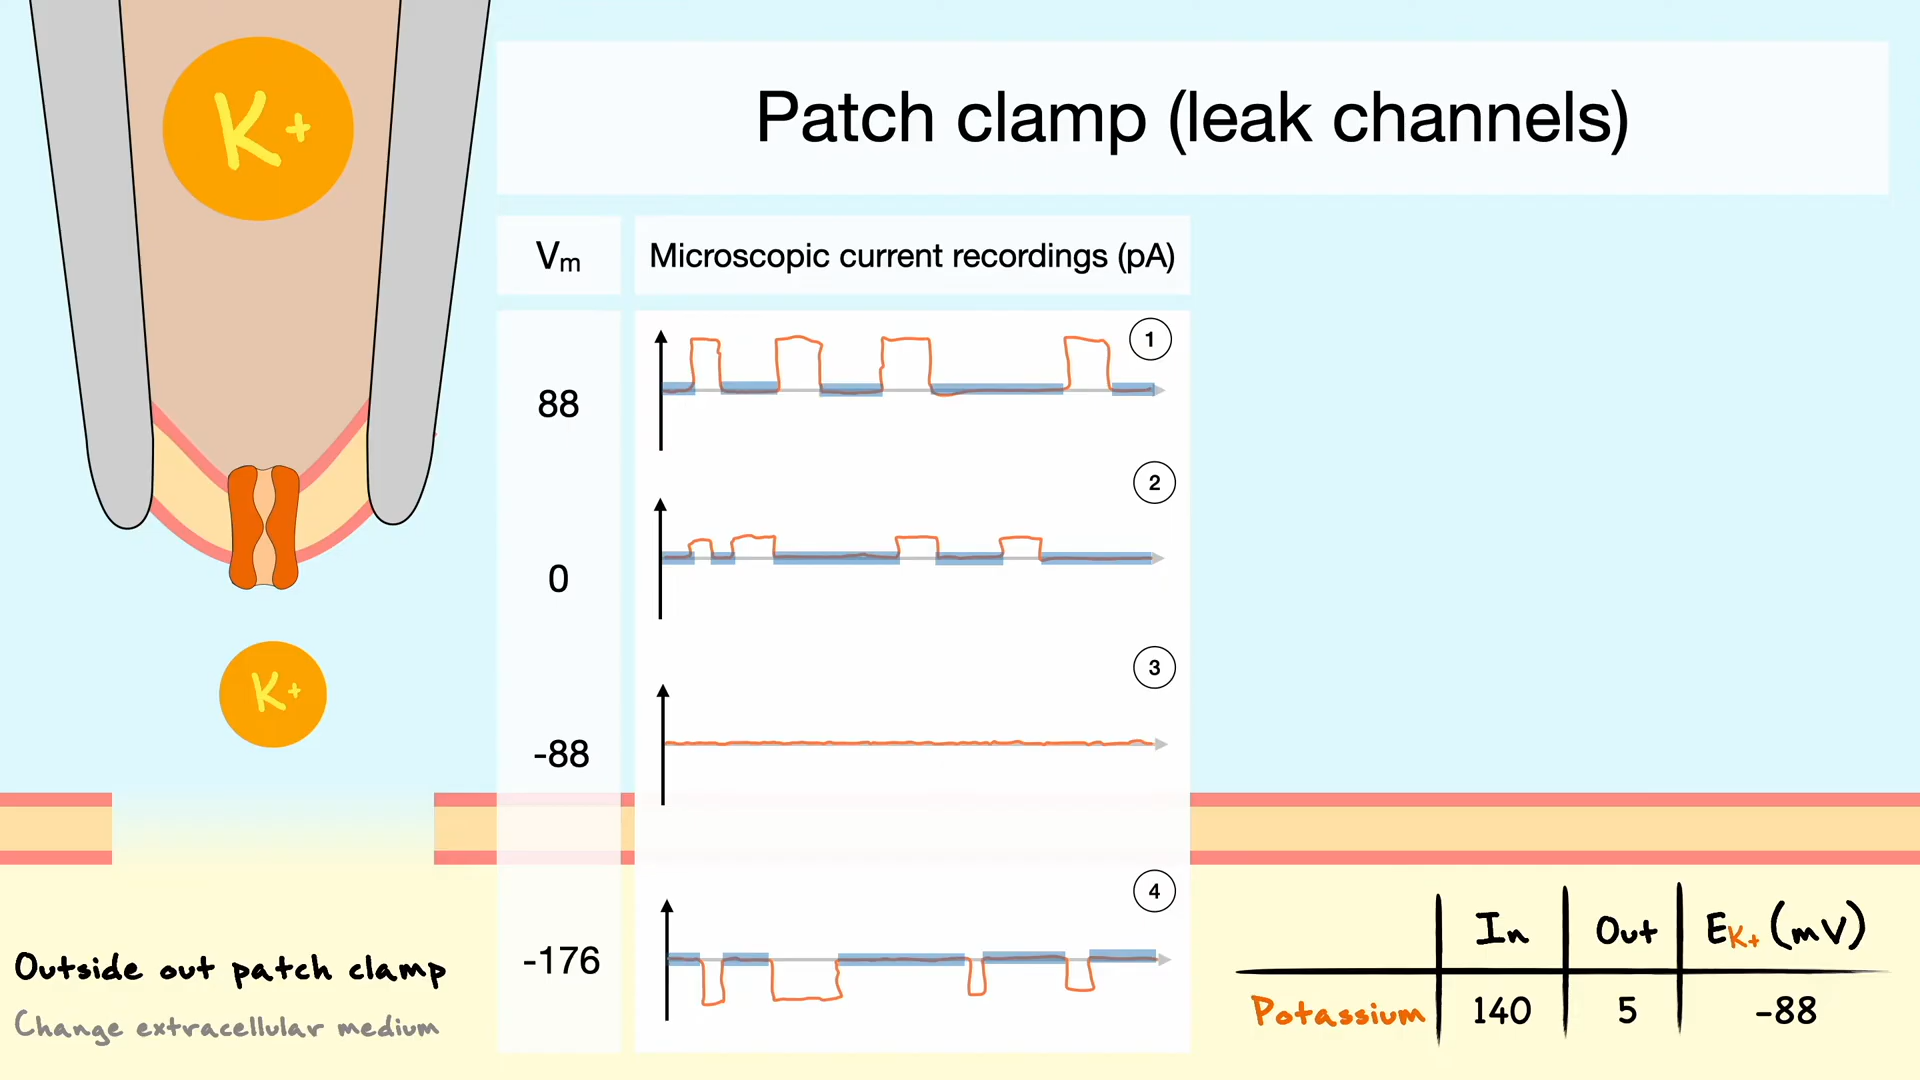 K+
Patch clamp (leak channels)
Vm
Microscopic current recordings (pA)
1
88
2
0
3
K+
-88
4
-176
In Out EK+ (mV)
Potassium 140 5 -88
Outside out patch clamp
Change extracellular medium